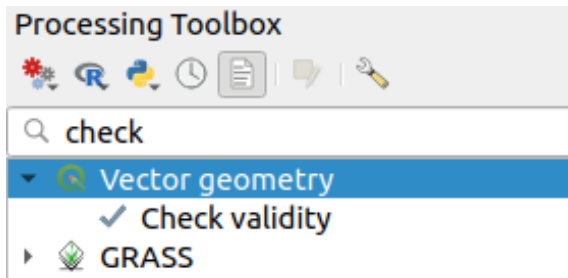 Processing Toolbox
check
Vector geometry
Check validity
GRASS